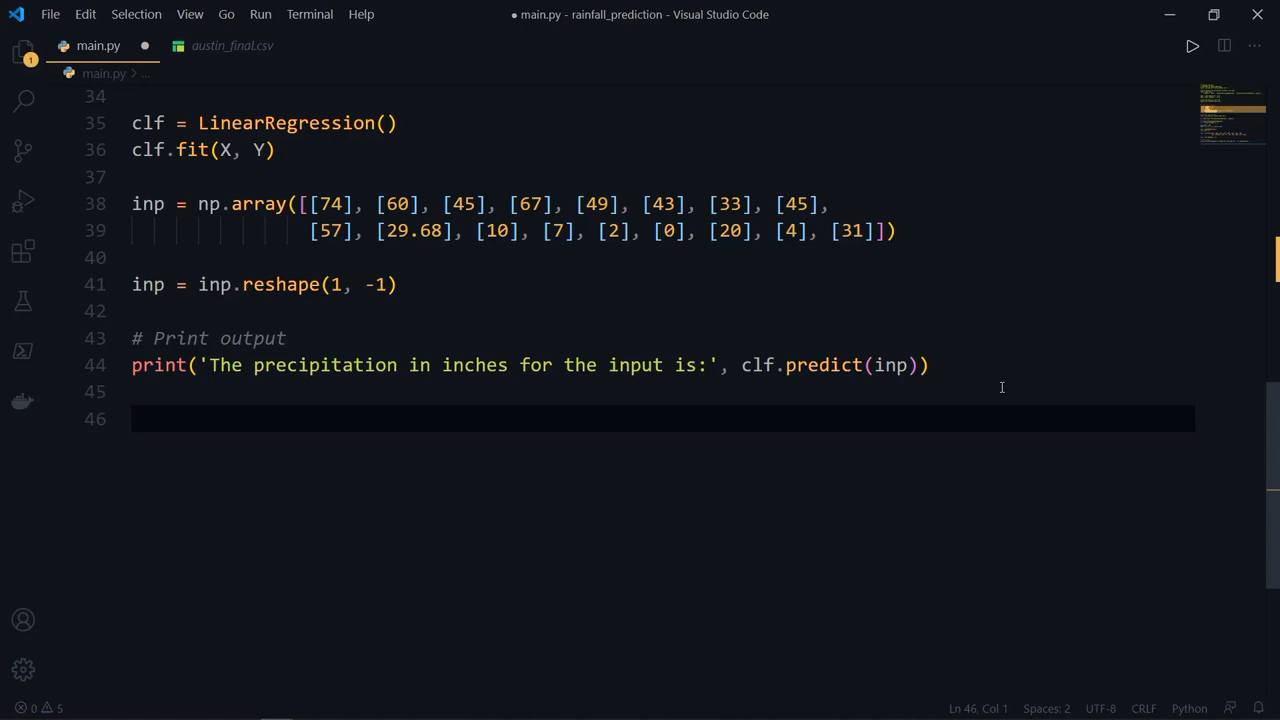 File Edit Selection View Go Run Terminal Help
● main.py - rainfall_prediction - Visual Studio Code
main.py ●
austin_final.csv
main.py > ...
1
34
35 clf = LinearRegression()
36 clf.fit(X, Y)
37
38 inp = np.array([[74], [60], [45], [67], [49], [43], [33], [45],
39 [57], [29.68], [10], [7], [2], [0], [20], [4], [31]])
40
41 inp = inp.reshape(1, -1)
42
43 # Print output
44 print('The precipitation in inches for the input is:', clf.predict(inp))
45
46
0 5
Ln 46, Col 1 Spaces: 2 UTF-8 CRLF Python